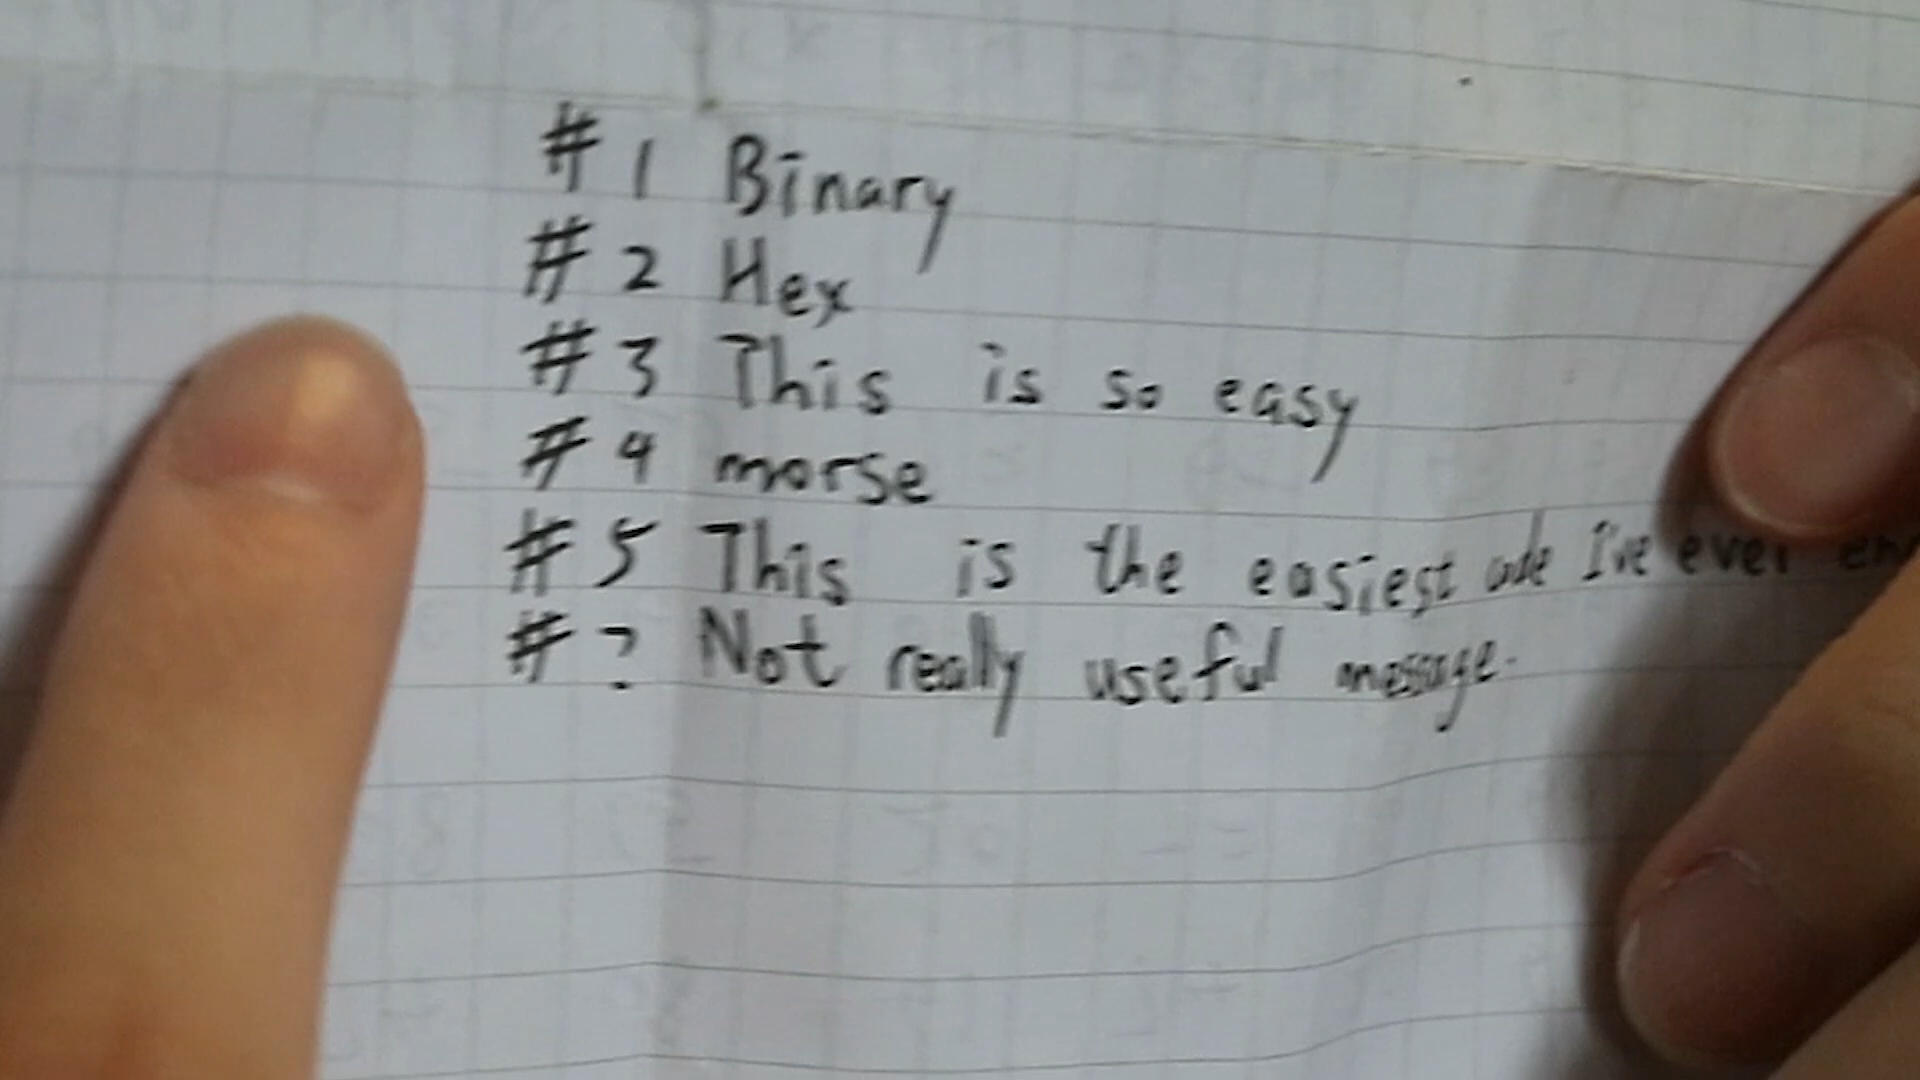 #1 Binary
#2 Hex
#3 This is so easy
#4 morse
#5 This is the easiest code I've ever
#? Not really useful message.